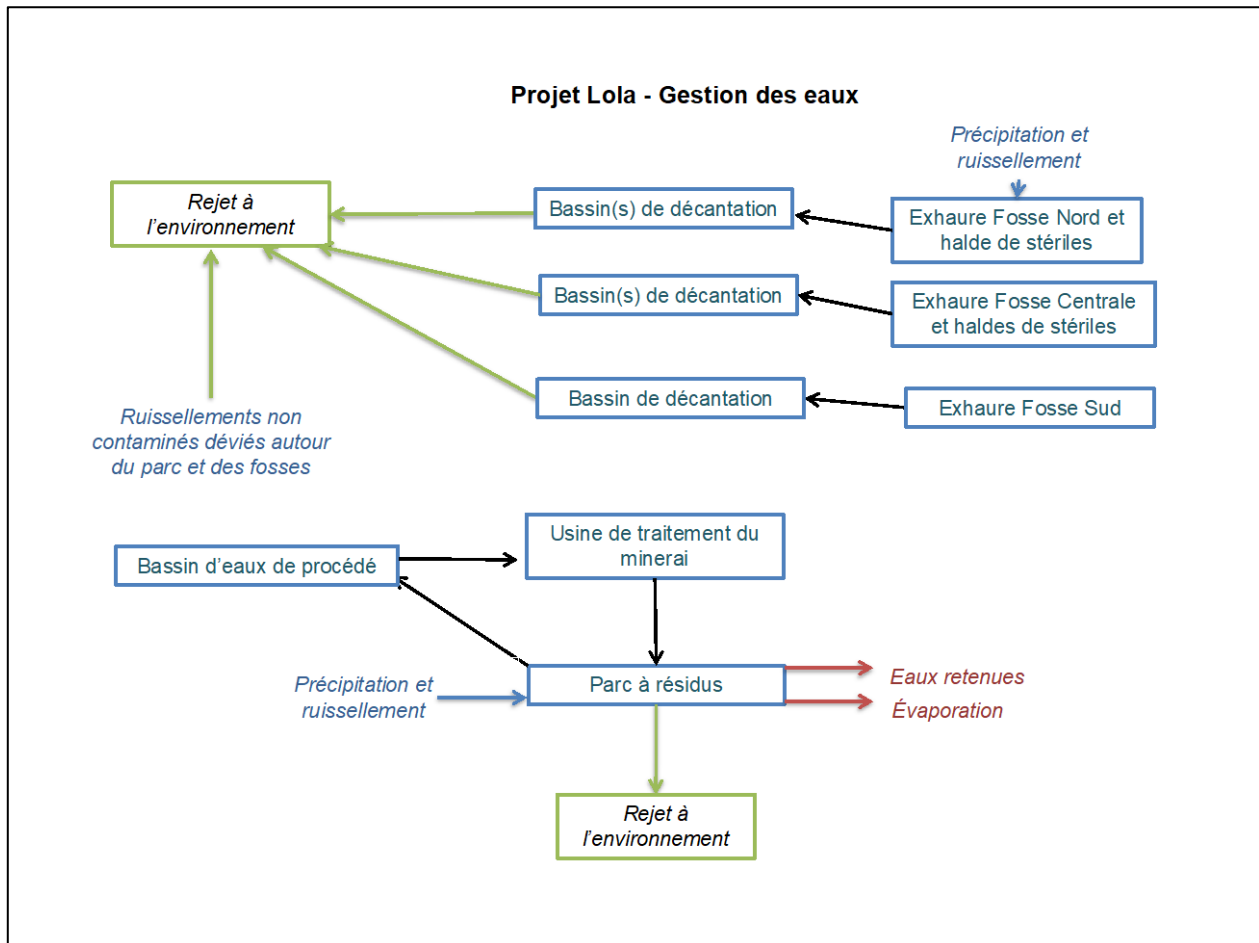 Projet Lola - Gestion des eaux
Précipitation et
ruissellement
Rejet à
l'environnement
Bassin(s) de décantation
Exhaure Fosse Nord et
halde de stériles
Bassin(s) de décantation
Exhaure Fosse Centrale
et haldes de stériles
Bassin de décantation
Exhaure Fosse Sud
Ruissellements non
contaminés déviés autour
du parc et des fosses
Usine de traitement du
minerai
Bassin d'eaux de procédé
Précipitation et
ruissellement
Parc à résidus
Eaux retenues
Évaporation
Rejet à
l'environnement